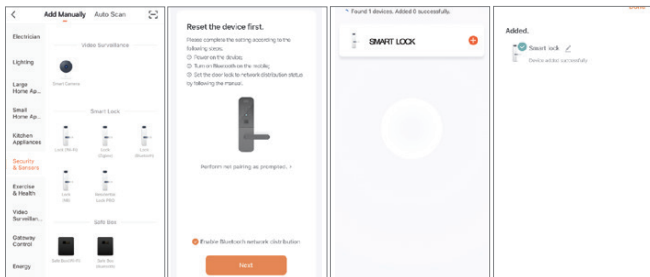 Add Manually Auto Scan
Electrician
Lighting
Large
Home Ap...
Small
Home Ap...
Kitchen
Appliances
Security
& Sensors
Exercise
& Health
Video
Surveillan...
Gateway
Control
Energy
Video Surveillance
Smart Camera
Smart Lock
Lock (Wi-Fi)
Lock
(Zigbee)
Lock
(Bluetooth)
Lock
Residential
Safe Box
Safe Box (Wi-Fi)
Safe Box
Reset the device first.
Please complete the setting according to the
following steps:
① Power on the device;
② Turn on Bluetooth on the mobile;
③ Set the door lock to network distribution status
by following the manual.
Perform net pairing as prompted. >
Enable Bluetooth network distribution
Next
Found 1 devices. Added 0 successfully.
SMART LOCK
Done
Added.
Smart lock
Device added successfully